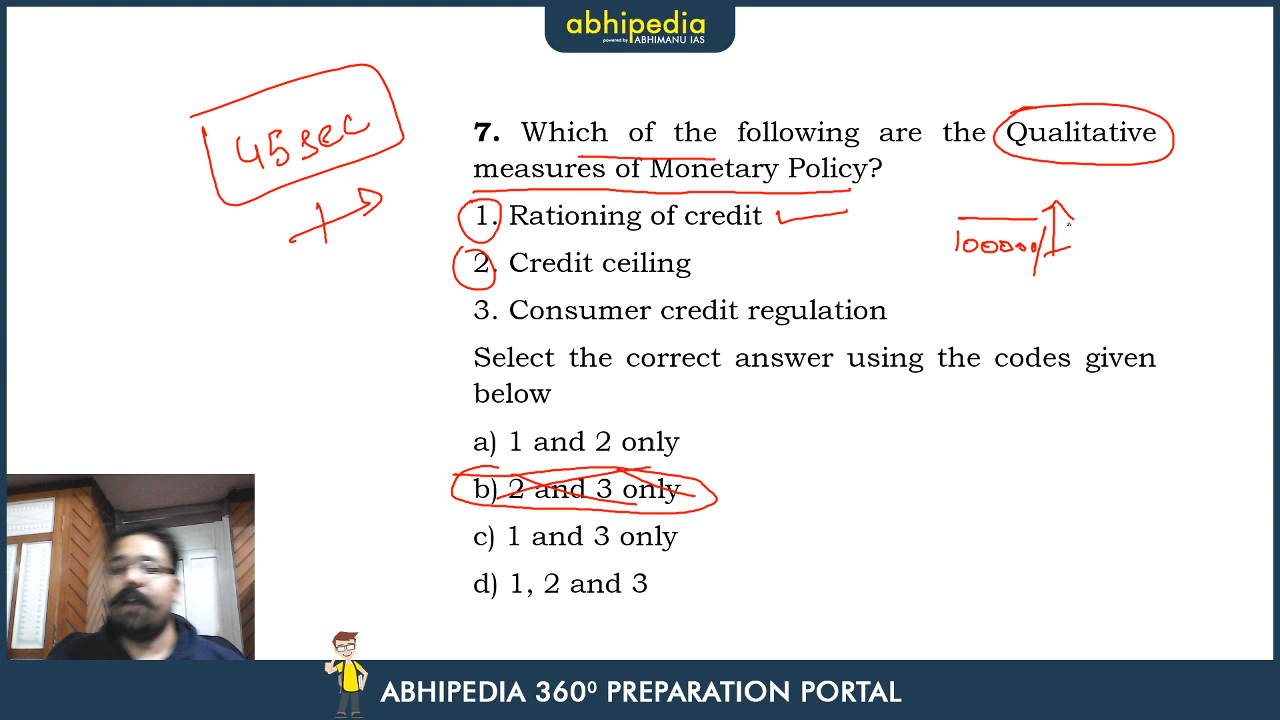 abhipedia
powered by ABHIMANU IAS
45 sec
7. Which of the following are the Qualitative
measures of Monetary Policy?
1. Rationing of credit
100000/
2. Credit ceiling
3. Consumer credit regulation
Select the correct answer using the codes given
below
a) 1 and 2 only
b) 2 and 3 only
c) 1 and 3 only
d) 1, 2 and 3
ABHIPEDIA 360⁰ PREPARATION PORTAL